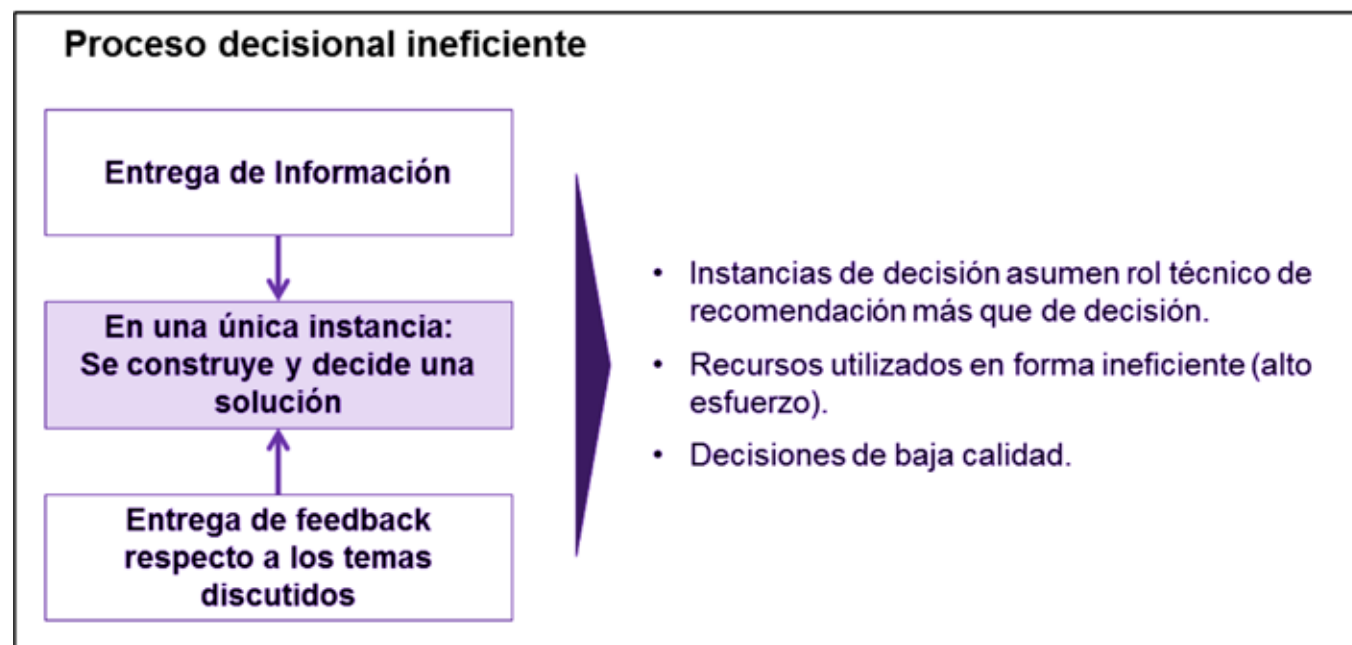 Proceso decisional ineficiente
Entrega de Información
En una única instancia:
Se construye y decide una
solución
Entrega de feedback
respecto a los temas
discutidos
• Instancias de decisión asumen rol técnico de
recomendación más que de decisión.
• Recursos utilizados en forma ineficiente (alto
esfuerzo).
• Decisiones de baja calidad.